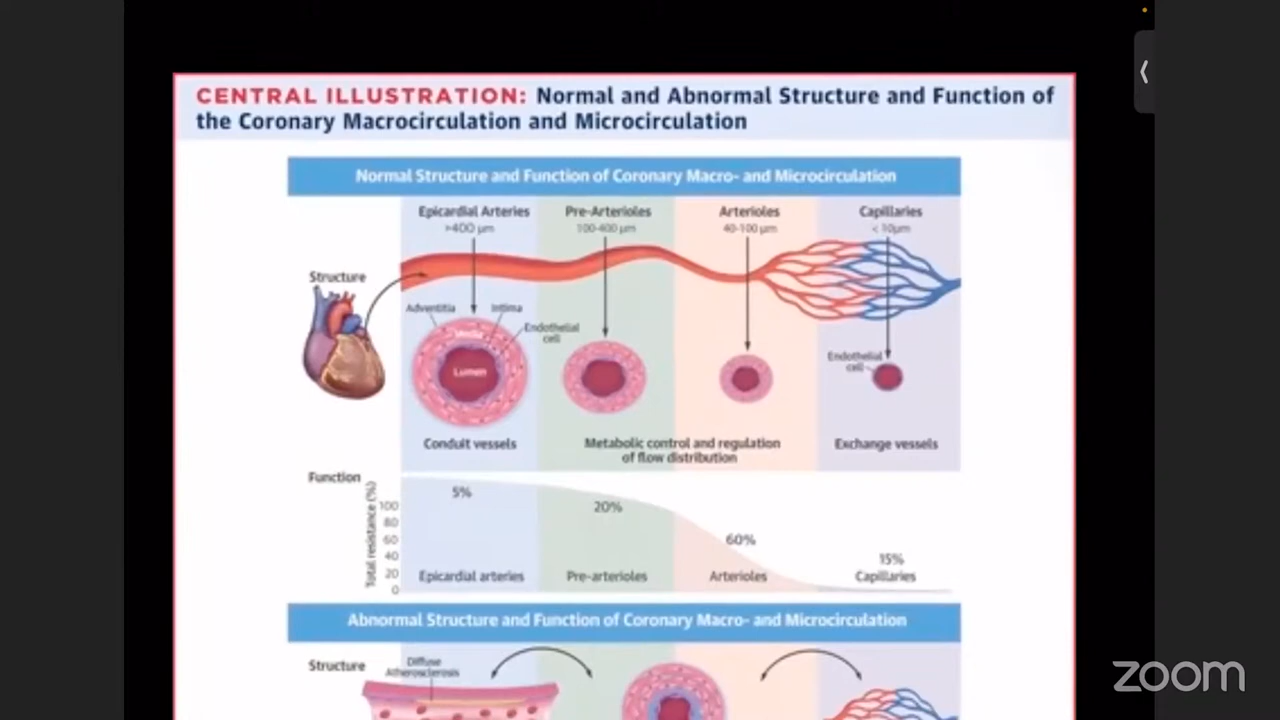 CENTRAL ILLUSTRATION: Normal and Abnormal Structure and Function of
the Coronary Macrocirculation and Microcirculation
Normal Structure and Function of Coronary Macro- and Microcirculation
Epicardial Arteries
>400 µm
Pre-Arterioles
100-400 µm
Arterioles
40-100 µm
Capillaries
< 10µm
Structure
Adventitia
Intima
Media
Endothelial
cell
Lumen
Endothelial
cell
Conduit vessels
Metabolic control and regulation
of flow distribution
Exchange vessels
Function
Total resistance (%)
100
80
60
40
20
0
5%
20%
60%
15%
Epicardial arteries
Pre-arterioles
Arterioles
Capillaries
Abnormal Structure and Function of Coronary Macro- and Microcirculation
Structure
Diffuse
Atherosclerosis
zoom